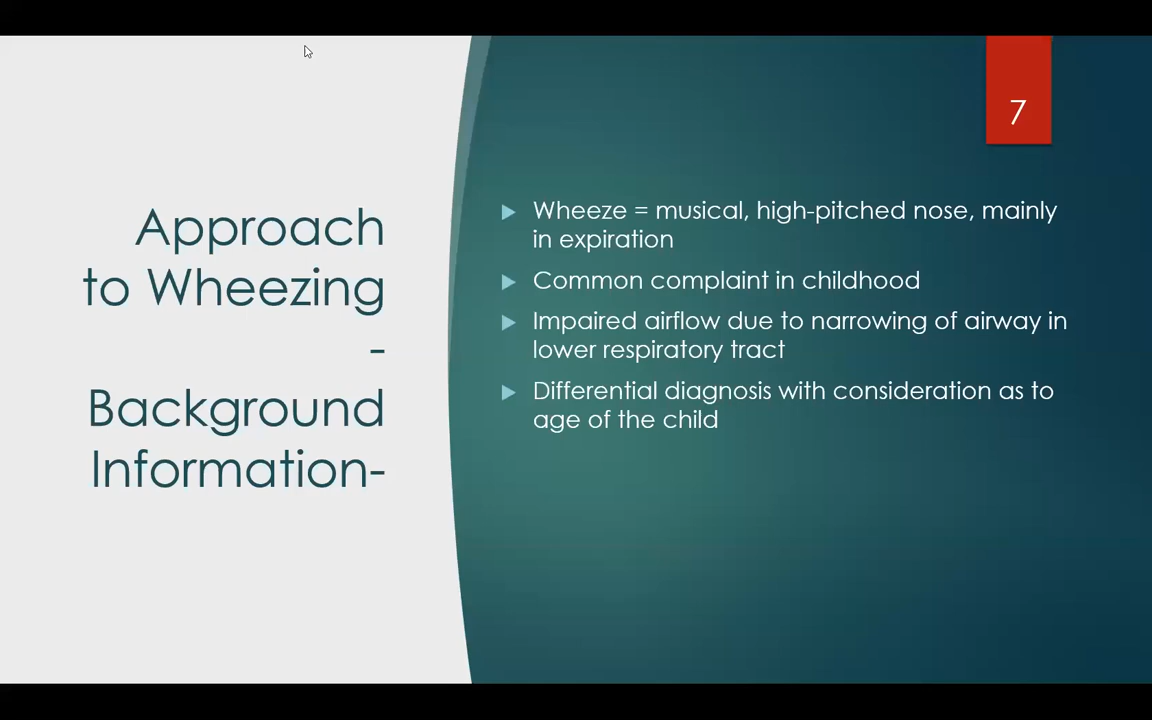 7
Approach
to Wheezing
-
Background
Information-
Wheeze = musical, high-pitched nose, mainly
in expiration
Common complaint in childhood
Impaired airflow due to narrowing of airway in
lower respiratory tract
Differential diagnosis with consideration as to
age of the child